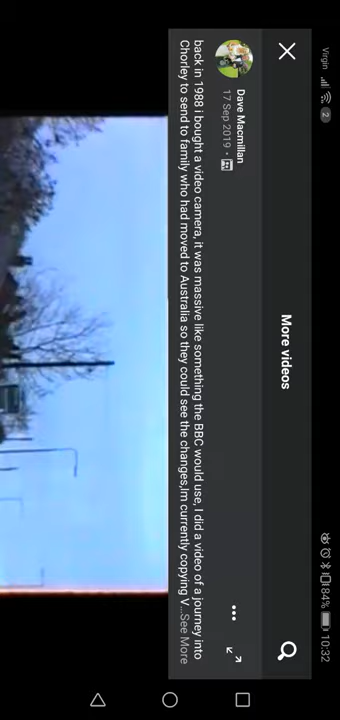 Virgin 2 84% 10:32
More videos
Dave Macmillan
17 Sep 2019 •
back in 1988 i bought a video camera, it was massive like something the BBC would use,I did a video of a journey into
Chorley to send to family who had moved to Australia so they could see the changes,Im currently copying V...See More